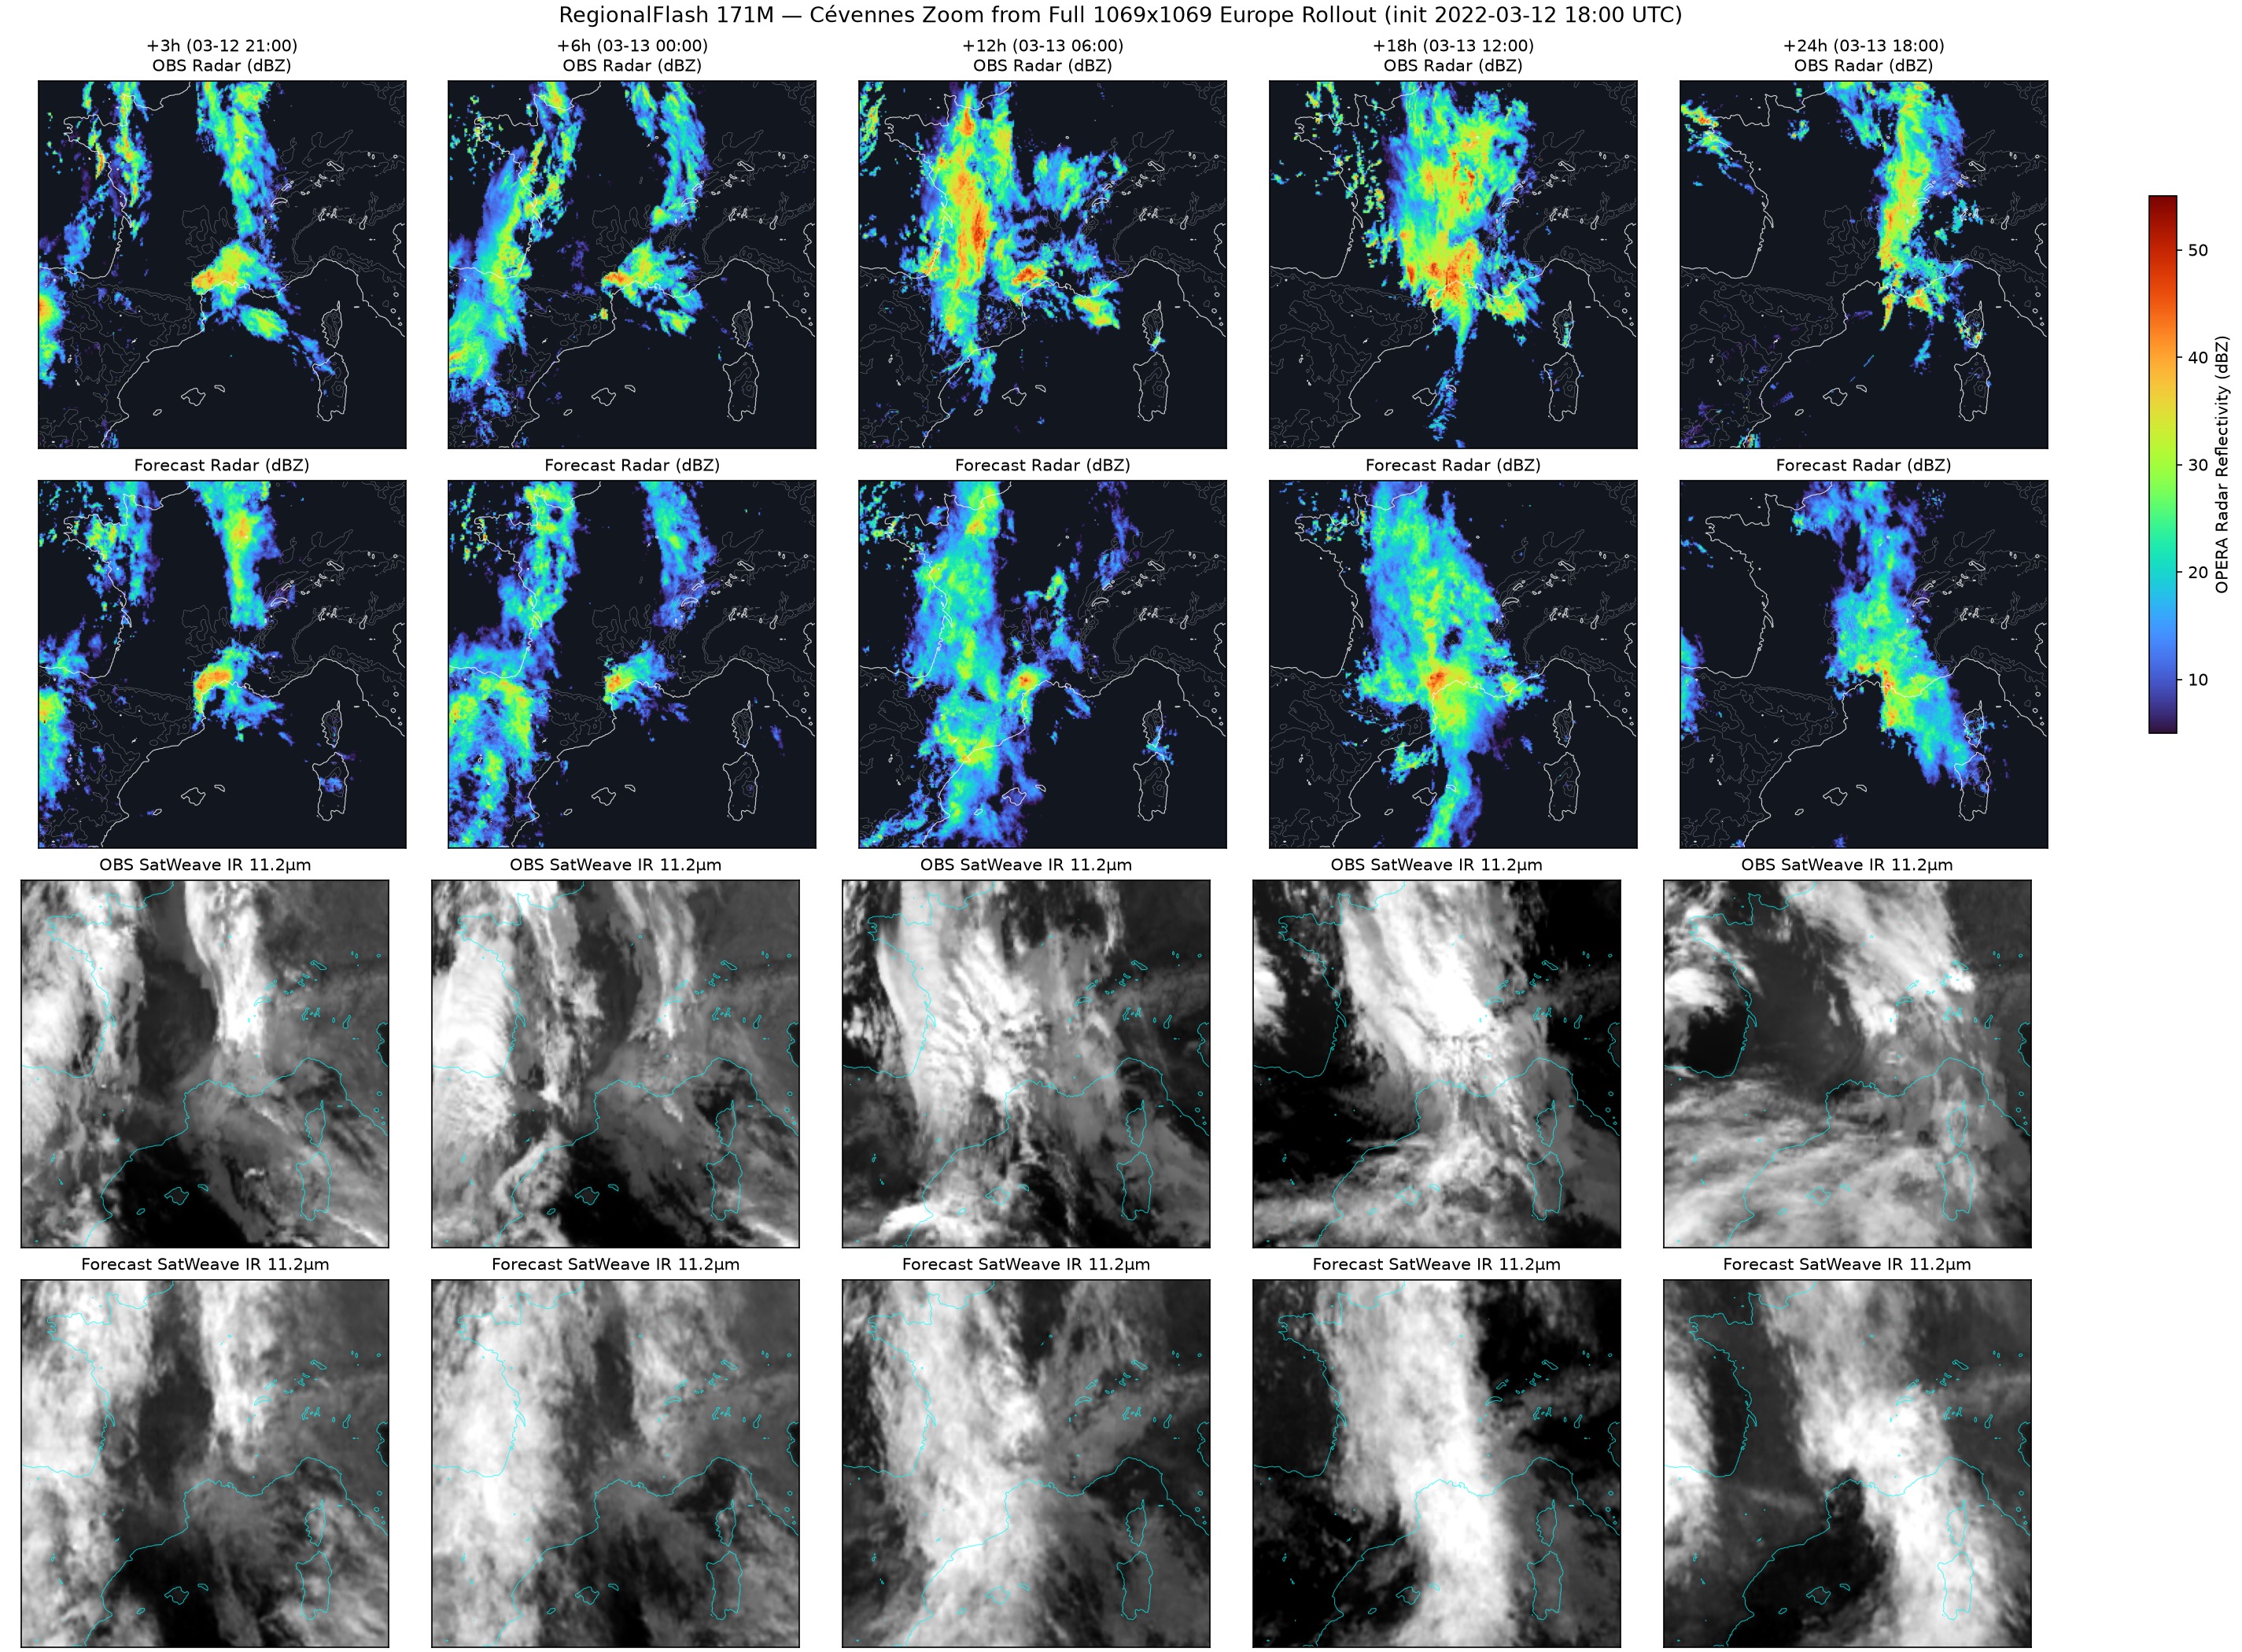 RegionalFlash 171M — Cévennes Zoom from Full 1069x1069 Europe Rollout (init 2022-03-12 18:00 UTC)
+3h (03-12 21:00)
OBS Radar (dBZ)
+6h (03-13 00:00)
OBS Radar (dBZ)
+12h (03-13 06:00)
OBS Radar (dBZ)
+18h (03-13 12:00)
OBS Radar (dBZ)
+24h (03-13 18:00)
OBS Radar (dBZ)
Forecast Radar (dBZ)
Forecast Radar (dBZ)
Forecast Radar (dBZ)
Forecast Radar (dBZ)
Forecast Radar (dBZ)
OBS SatWeave IR 11.2µm
OBS SatWeave IR 11.2µm
OBS SatWeave IR 11.2µm
OBS SatWeave IR 11.2µm
OBS SatWeave IR 11.2µm
Forecast SatWeave IR 11.2µm
Forecast SatWeave IR 11.2µm
Forecast SatWeave IR 11.2µm
Forecast SatWeave IR 11.2µm
Forecast SatWeave IR 11.2µm
50
40
30
20
10
OPERA Radar Reflectivity (dBZ)